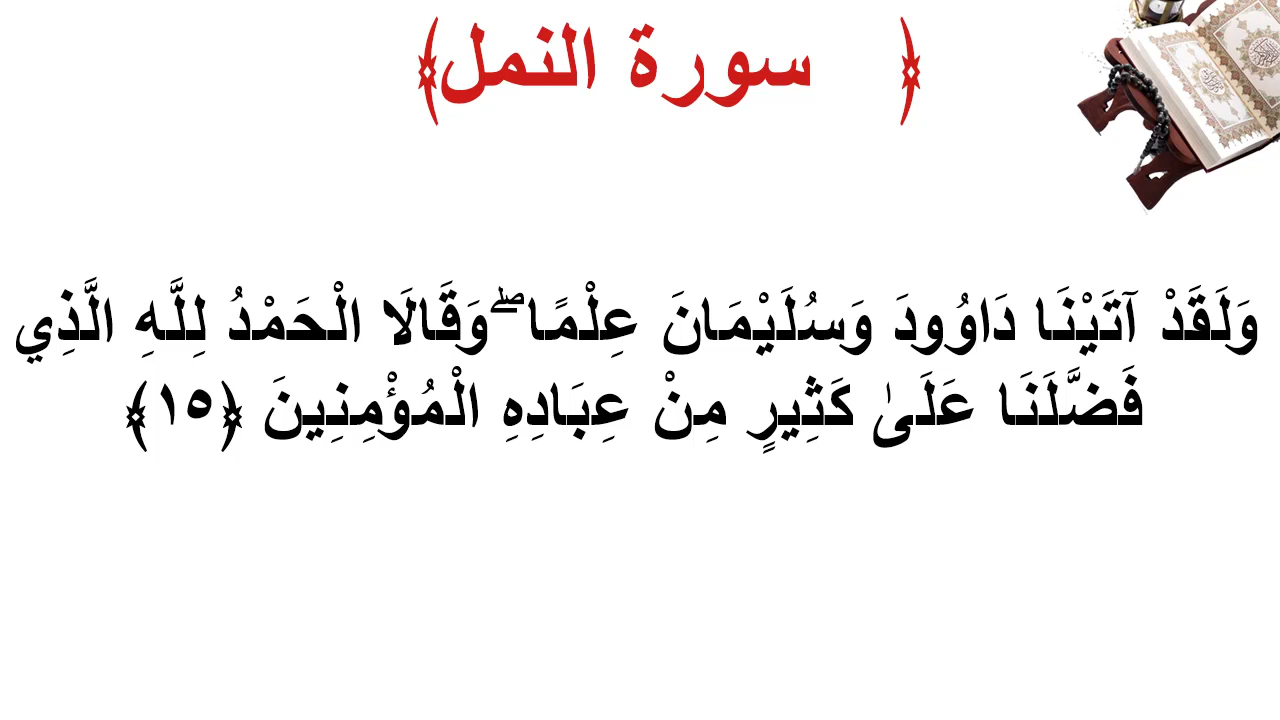 ﴿ سورة النمل﴾
وَلَقَدْ آتَيْنَا دَاوُودَ وَسُلَيْمَانَ عِلْمًا ۖ وَقَالَا الْحَمْدُ لِلَّهِ الَّذِي
فَضَّلَنَا عَلَىٰ كَثِيرٍ مِنْ عِبَادِهِ الْمُؤْمِنِينَ ﴿١٥﴾